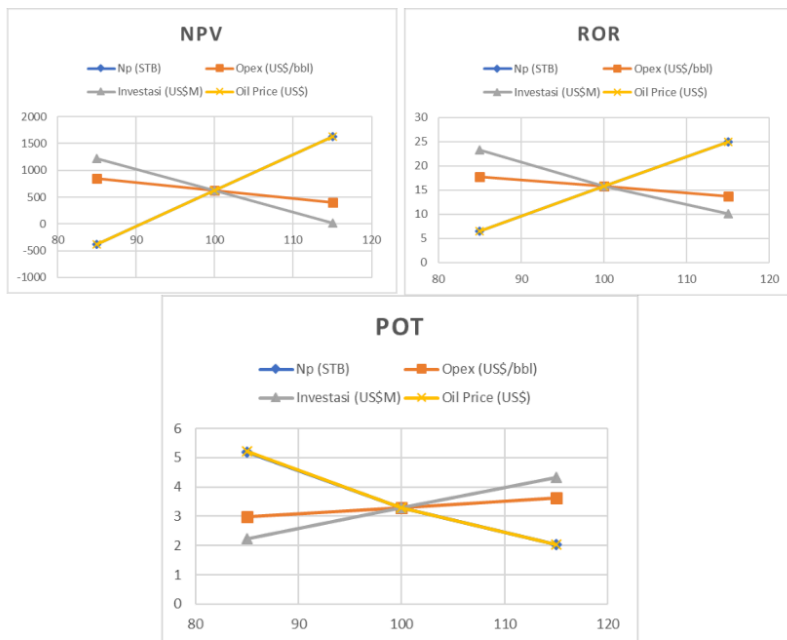 NPV
Np (STB) Opex (US$/bbl)
Investasi (US$M) Oil Price (US$)
2000
1500
1000
500
0
-500
-1000
80 90 100 110 120
ROR
Np (STB) Opex (US$/bbl)
Investasi (US$M) Oil Price (US$)
30
25
20
15
10
5
0
80 90 100 110 120
POT
Np (STB) Opex (US$/bbl)
Investasi (US$M) Oil Price (US$)
6
5
4
3
2
1
0
80 90 100 110 120